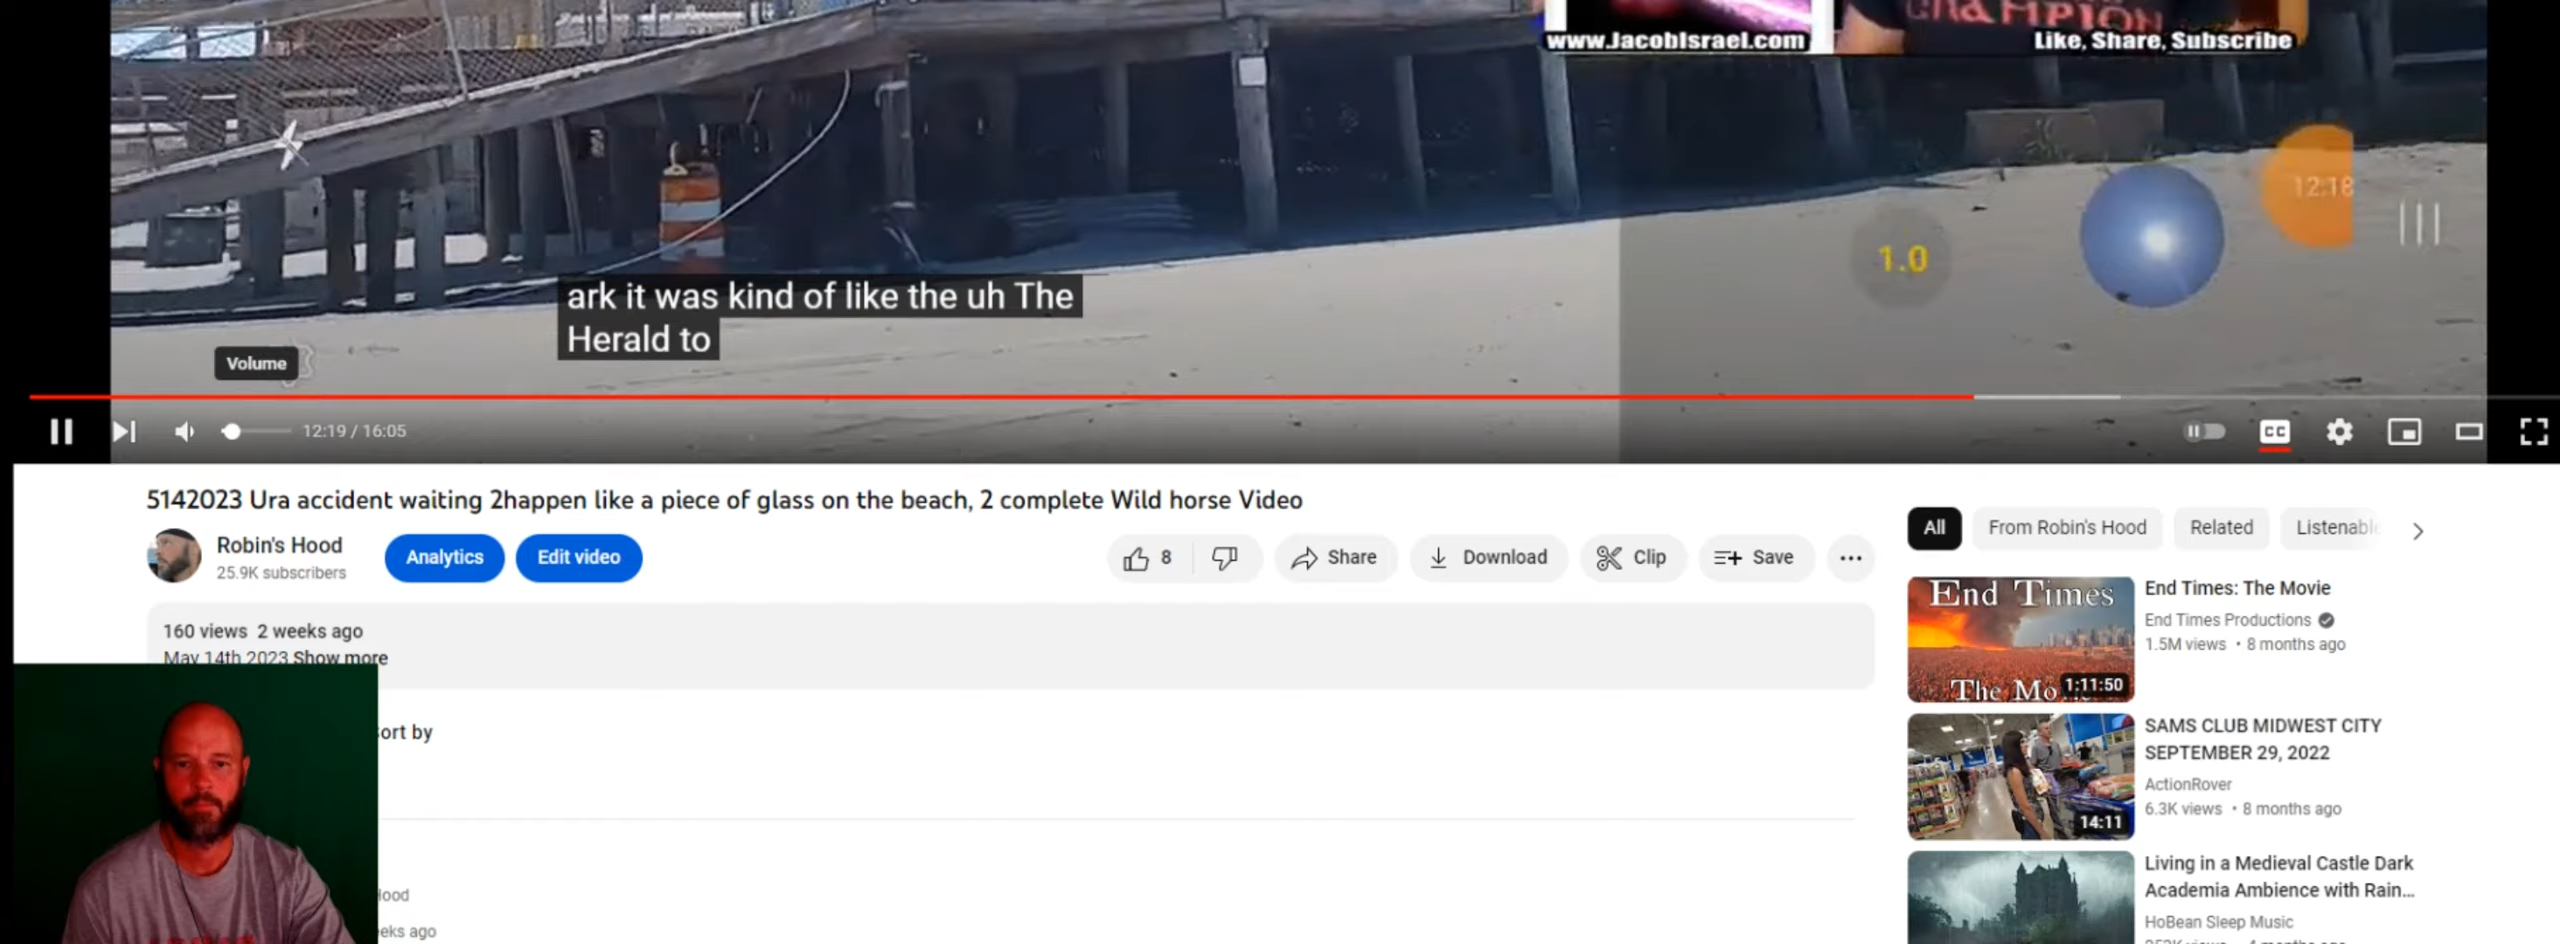 CHAMPION
www.JacobIsrael.com
Like, Share, Subscribe
12:18
1.0
ark it was kind of like the uh The
Herald to
Volume
12:19 / 16:05
CC
5142023 Ura accident waiting 2happen like a piece of glass on the beach, 2 complete Wild horse Video
Robin's Hood
25.9K subscribers
Analytics
Edit video
8
Share
Download
Clip
Save
160 views 2 weeks ago
May 14th 2023 Show more
ort by
ood
eks ago
All
From Robin's Hood
Related
Listenable
End Times
The Mo
1:11:50
End Times: The Movie
End Times Productions
1.5M views • 8 months ago
14:11
SAMS CLUB MIDWEST CITY
SEPTEMBER 29, 2022
ActionRover
6.3K views • 8 months ago
Living in a Medieval Castle Dark
Academia Ambience with Rain...
HoBean Sleep Music